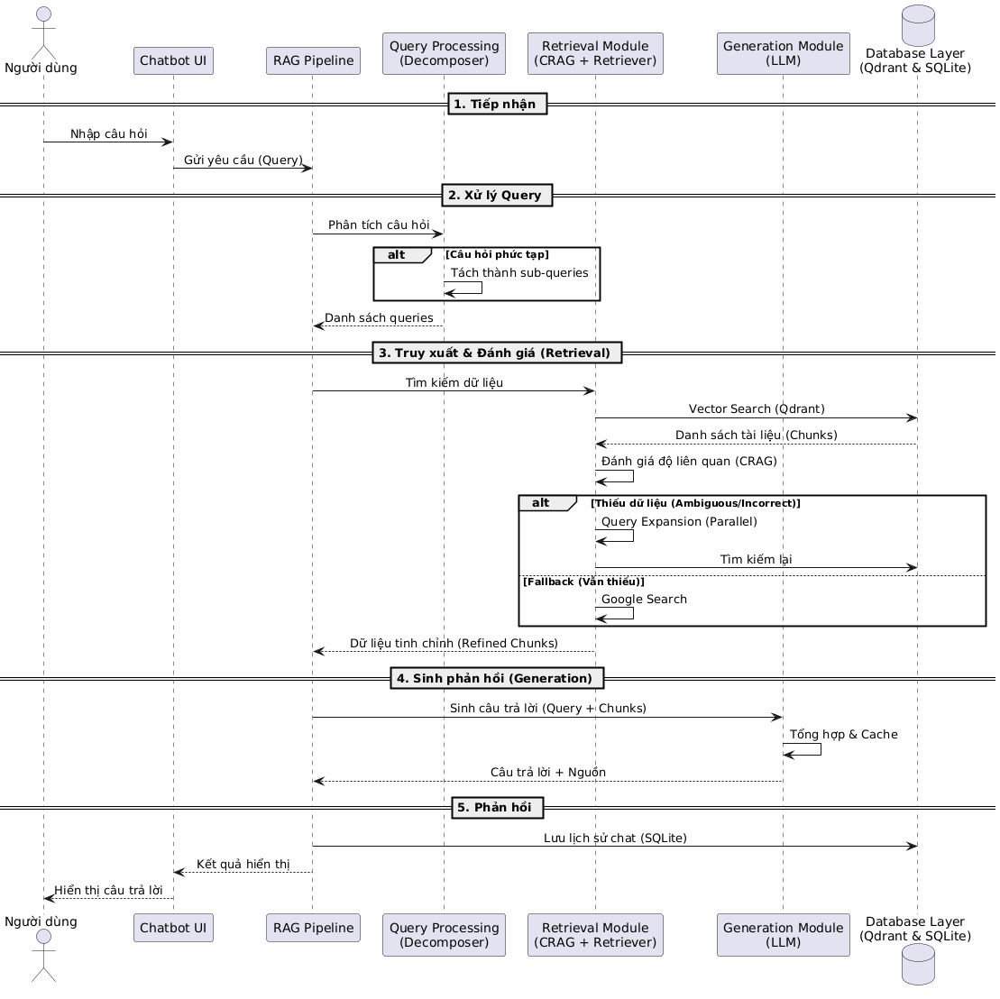 Người dùng
Chatbot UI
RAG Pipeline
Query Processing
(Decomposer)
Retrieval Module
(CRAG + Retriever)
Generation Module
(LLM)
Database Layer
(Qdrant & SQLite)
1. Tiếp nhận
Nhập câu hỏi
Gửi yêu cầu (Query)
2. Xử lý Query
Phân tích câu hỏi
alt
[Câu hỏi phức tạp]
Tách thành sub-queries
Danh sách queries
3. Truy xuất & Đánh giá (Retrieval)
Tìm kiếm dữ liệu
Vector Search (Qdrant)
Danh sách tài liệu (Chunks)
Đánh giá độ liên quan (CRAG)
alt
[Thiếu dữ liệu (Ambiguous/Incorrect)]
Query Expansion (Parallel)
Tìm kiếm lại
[Fallback (Vẫn thiếu)]
Google Search
Dữ liệu tinh chỉnh (Refined Chunks)
4. Sinh phản hồi (Generation)
Sinh câu trả lời (Query + Chunks)
Tổng hợp & Cache
Câu trả lời + Nguồn
5. Phản hồi
Lưu lịch sử chat (SQLite)
Kết quả hiển thị
Hiển thị câu trả lời
Người dùng
Chatbot UI
RAG Pipeline
Query Processing
(Decomposer)
Retrieval Module
(CRAG + Retriever)
Generation Module
(LLM)
Database Layer
(Qdrant & SQLite)